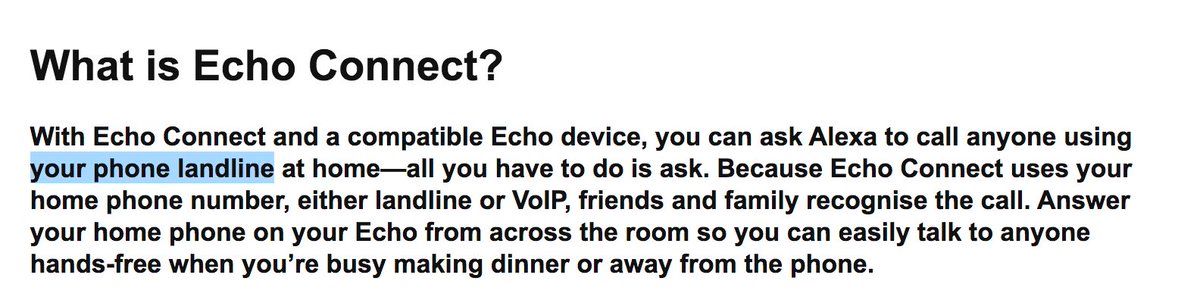 What is Echo Connect?
With Echo Connect and a compatible Echo device, you can ask Alexa to call anyone using
your phone landline at home—all you have to do is ask. Because Echo Connect uses your
home phone number, either landline or VoIP, friends and family recognise the call. Answer
your home phone on your Echo from across the room so you can easily talk to anyone
hands-free when you’re busy making dinner or away from the phone.